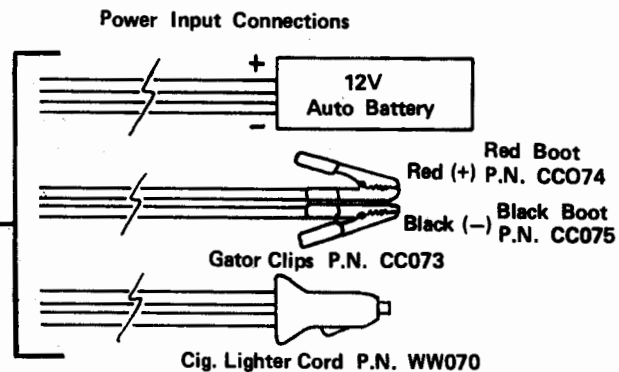 Power Input Connections
+
12V
Auto Battery
−
Red (+)
Red Boot
P.N. CCO74
Black (−)
Black Boot
P.N. CC075
Gator Clips P.N. CC073
Cig. Lighter Cord P.N. WW070